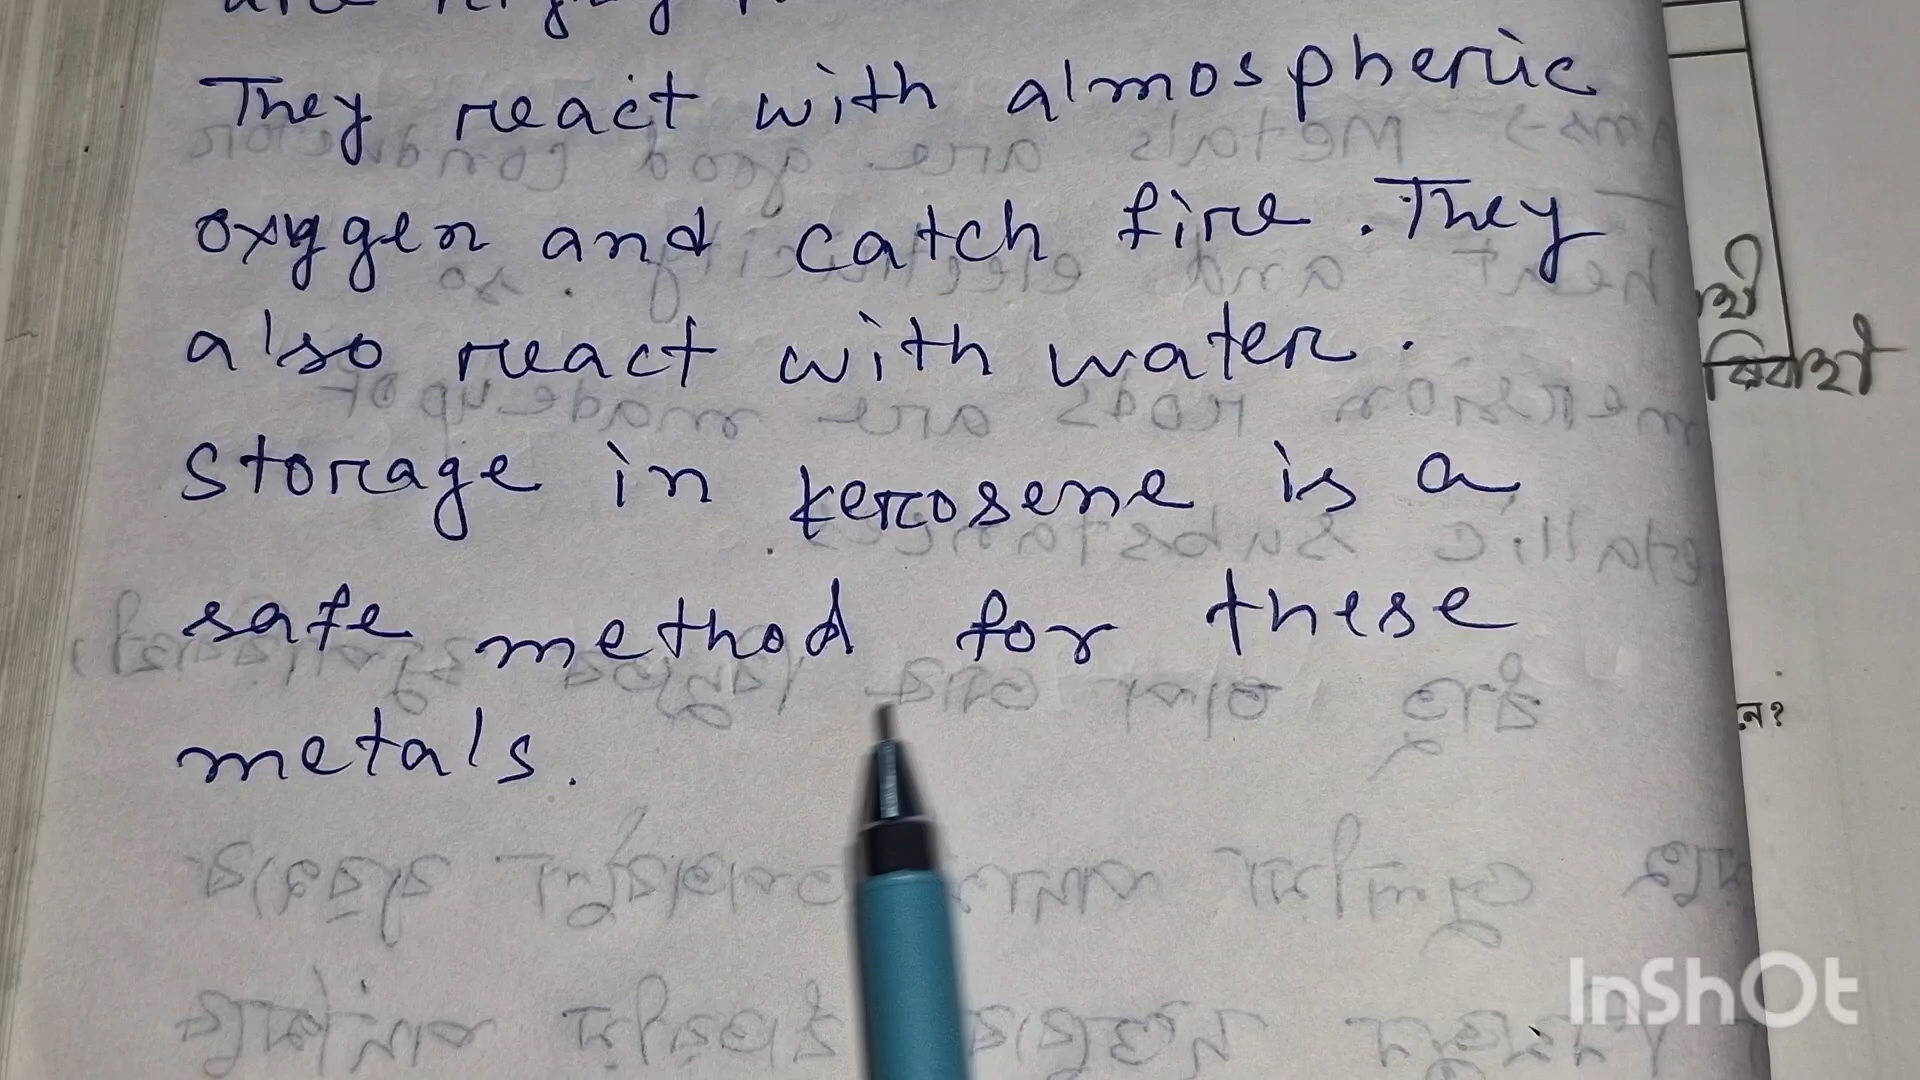 They react with almospheric
oxygen and catch fire. They
also react with water.
storage in kerosene is a
safe method for these
metals.
থী
বিবাথী
ন?
InShOt